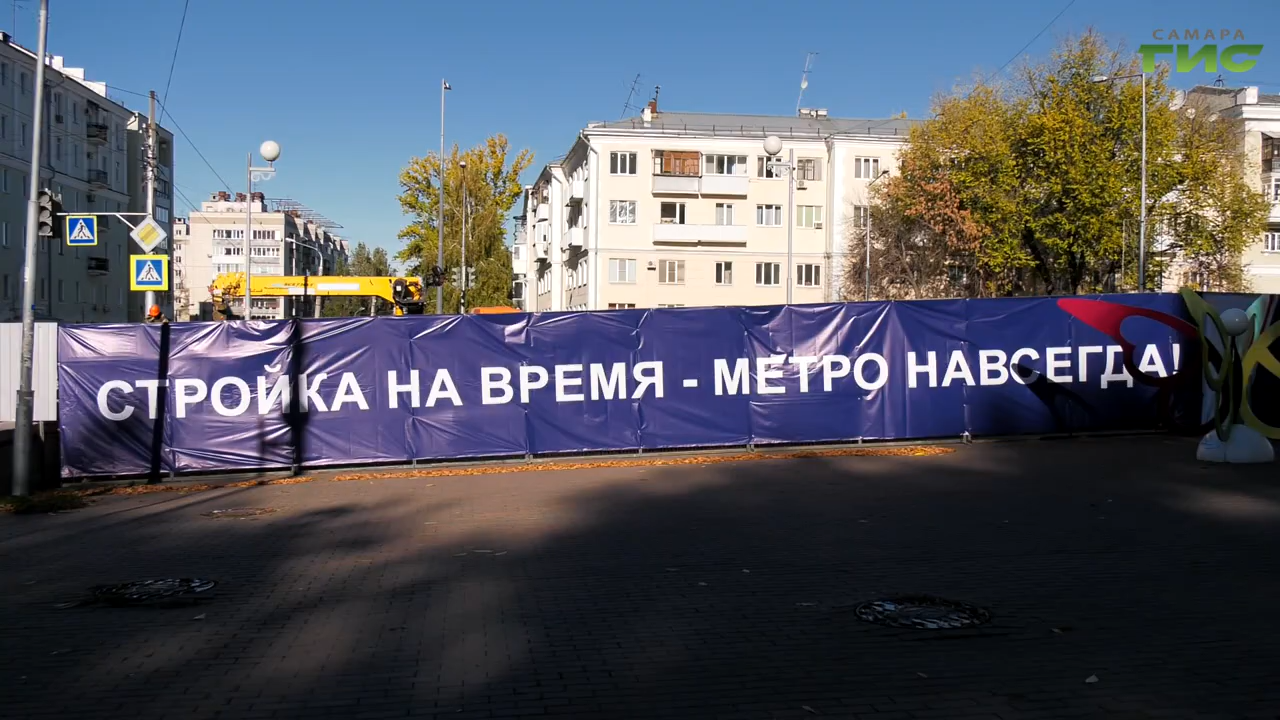 САМАРА
ГИС
СТРОЙКА НА ВРЕМЯ - МЕТРО НАВСЕГДА!